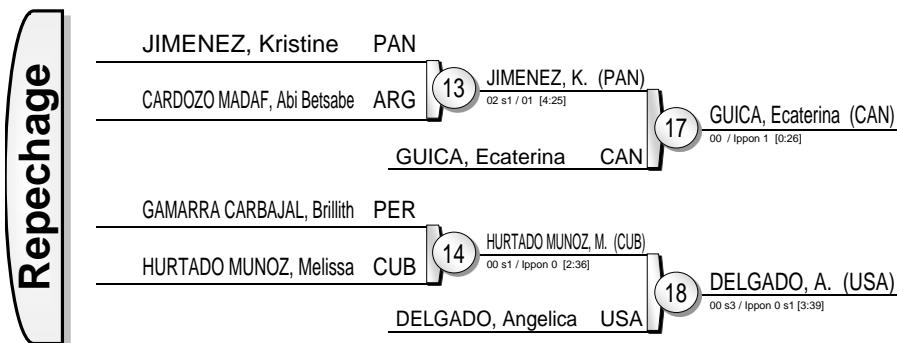 Repechage
JIMENEZ, Kristine PAN
CARDOZO MADAF, Abi Betsabe ARG
13
JIMENEZ, K. (PAN)
02 s1 / 01 [4:25]
GUICA, Ecaterina CAN
17
GUICA, Ecaterina (CAN)
00 / Ippon 1 [0:26]
GAMARRA CARBAJAL, Brillith PER
HURTADO MUNOZ, Melissa CUB
14
HURTADO MUNOZ, M. (CUB)
00 s1 / Ippon 0 [2:36]
DELGADO, Angelica USA
18
DELGADO, A. (USA)
00 s3 / Ippon 0 s1 [3:39]